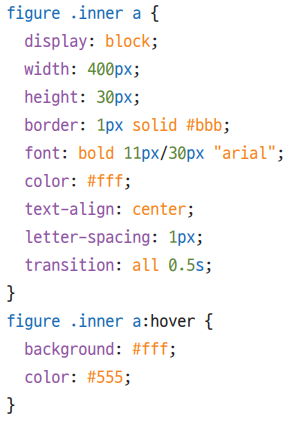 figure .inner a {
  display: block;
  width: 400px;
  height: 30px;
  border: 1px solid #bbb;
  font: bold 11px/30px "arial";
  color: #fff;
  text-align: center;
  letter-spacing: 1px;
  transition: all 0.5s;
}
figure .inner a:hover {
  background: #fff;
  color: #555;
}